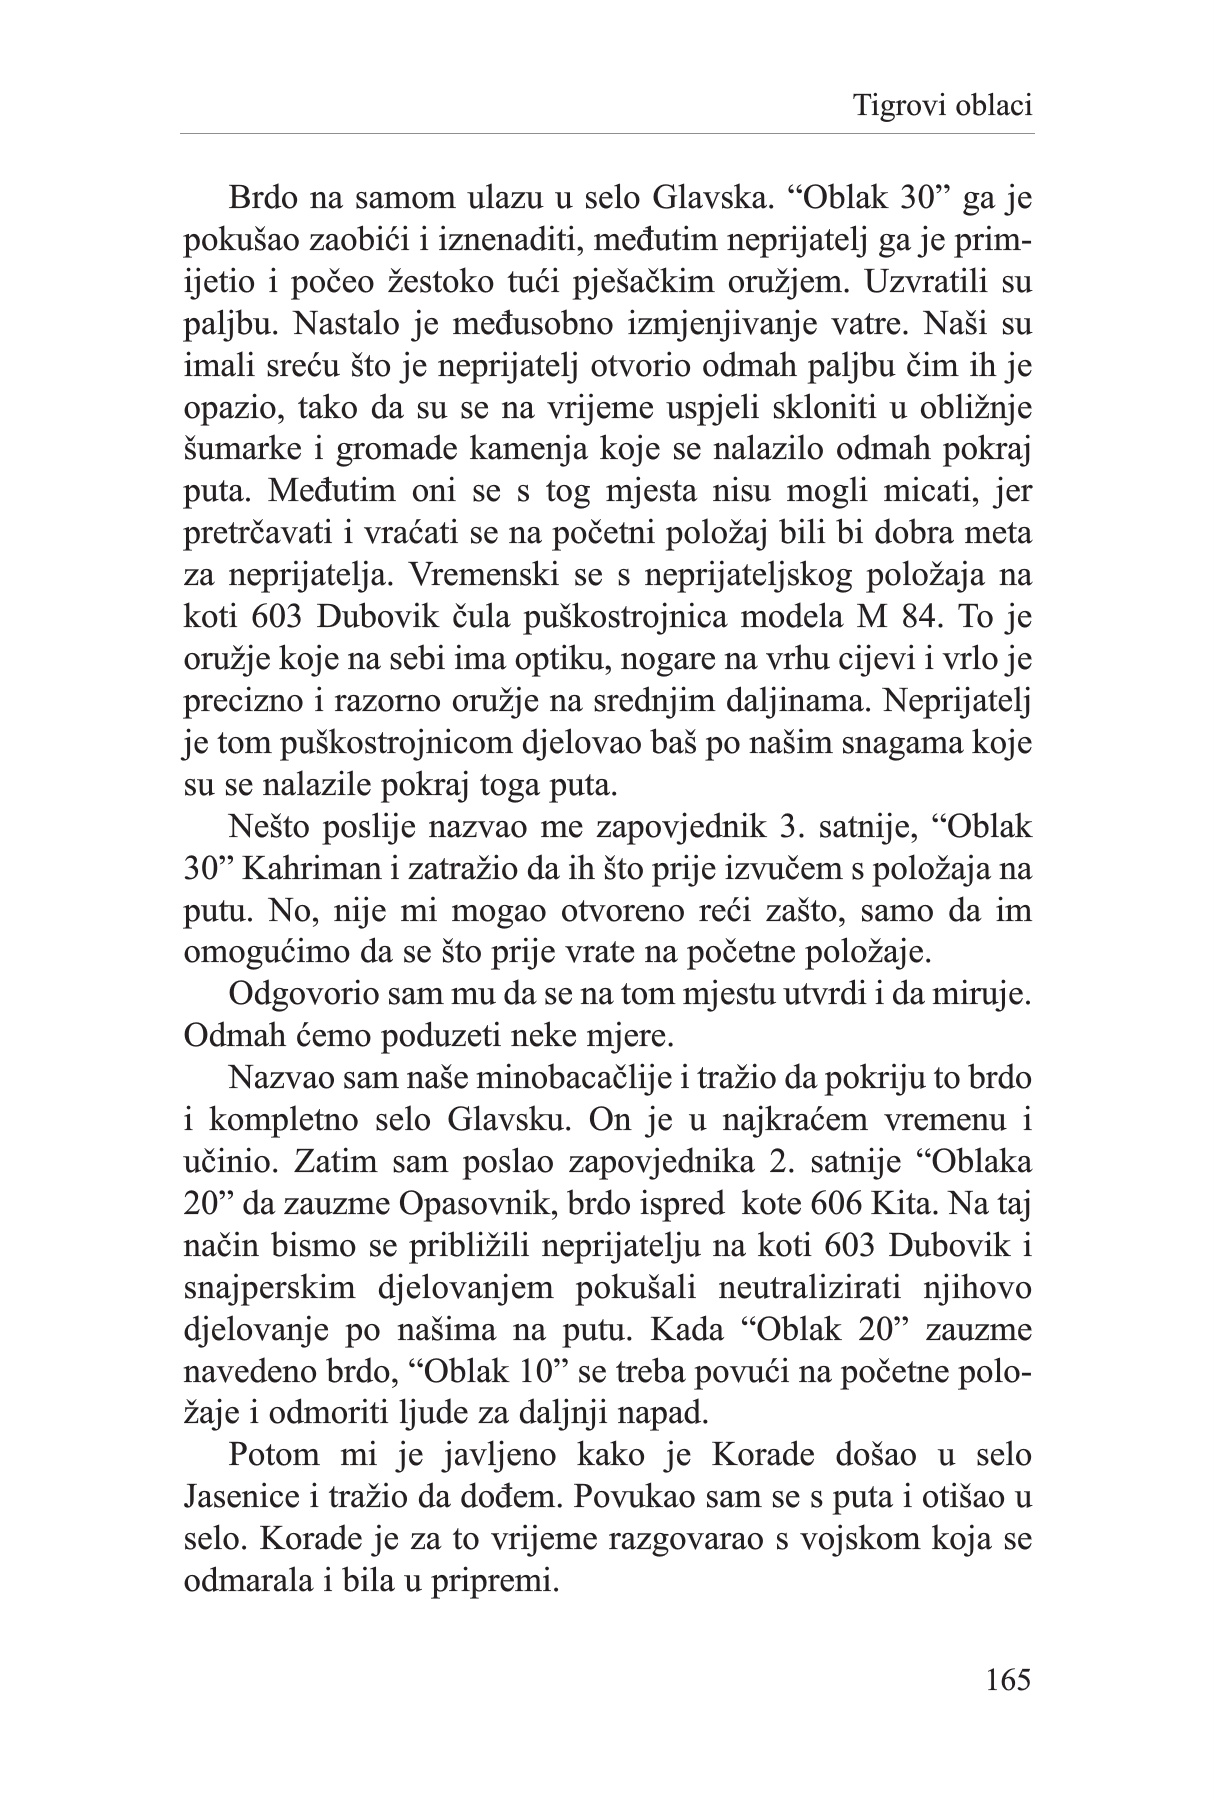 Tigrovi oblaci
Brdo na samom ulazu u selo Glavska. “Oblak 30” ga je
pokušao zaobići i iznenaditi, međutim neprijatelj ga je prim-
ijetio i počeo žestoko tući pješačkim oružjem. Uzvratili su
paljbu. Nastalo je međusobno izmjenjivanje vatre. Naši su
imali sreću što je neprijatelj otvorio odmah paljbu čim ih je
opazio, tako da su se na vrijeme uspjeli skloniti u obližnje
šumarke i gromade kamenja koje se nalazilo odmah pokraj
puta. Međutim oni se s tog mjesta nisu mogli micati, jer
pretrčavati i vraćati se na početni položaj bili bi dobra meta
za neprijatelja. Vremenski se s neprijateljskog položaja na
koti 603 Dubovik čula puškostrojnica modela M 84. To je
oružje koje na sebi ima optiku, nogare na vrhu cijevi i vrlo je
precizno i razorno oružje na srednjim daljinama. Neprijatelj
je tom puškostrojnicom djelovao baš po našim snagama koje
su se nalazile pokraj toga puta.
Nešto poslije nazvao me zapovjednik 3. satnije, “Oblak
30” Kahriman i zatražio da ih što prije izvučem s položaja na
putu. No, nije mi mogao otvoreno reći zašto, samo da im
omogućimo da se što prije vrate na početne položaje.
Odgovorio sam mu da se na tom mjestu utvrdi i da miruje.
Odmah ćemo poduzeti neke mjere.
Nazvao sam naše minobacačlije i tražio da pokriju to brdo
i kompletno selo Glavsku. On je u najkraćem vremenu i
učinio. Zatim sam poslao zapovjednika 2. satnije “Oblaka
20” da zauzme Opasovnik, brdo ispred  kote 606 Kita. Na taj
način bismo se približili neprijatelju na koti 603 Dubovik i
snajperskim djelovanjem pokušali neutralizirati njihovo
djelovanje po našima na putu. Kada “Oblak 20” zauzme
navedeno brdo, “Oblak 10” se treba povući na početne polo-
žaje i odmoriti ljude za daljnji napad.
Potom mi je javljeno kako je Korade došao u selo
Jasenice i tražio da dođem. Povukao sam se s puta i otišao u
selo. Korade je za to vrijeme razgovarao s vojskom koja se
odmarala i bila u pripremi.
165